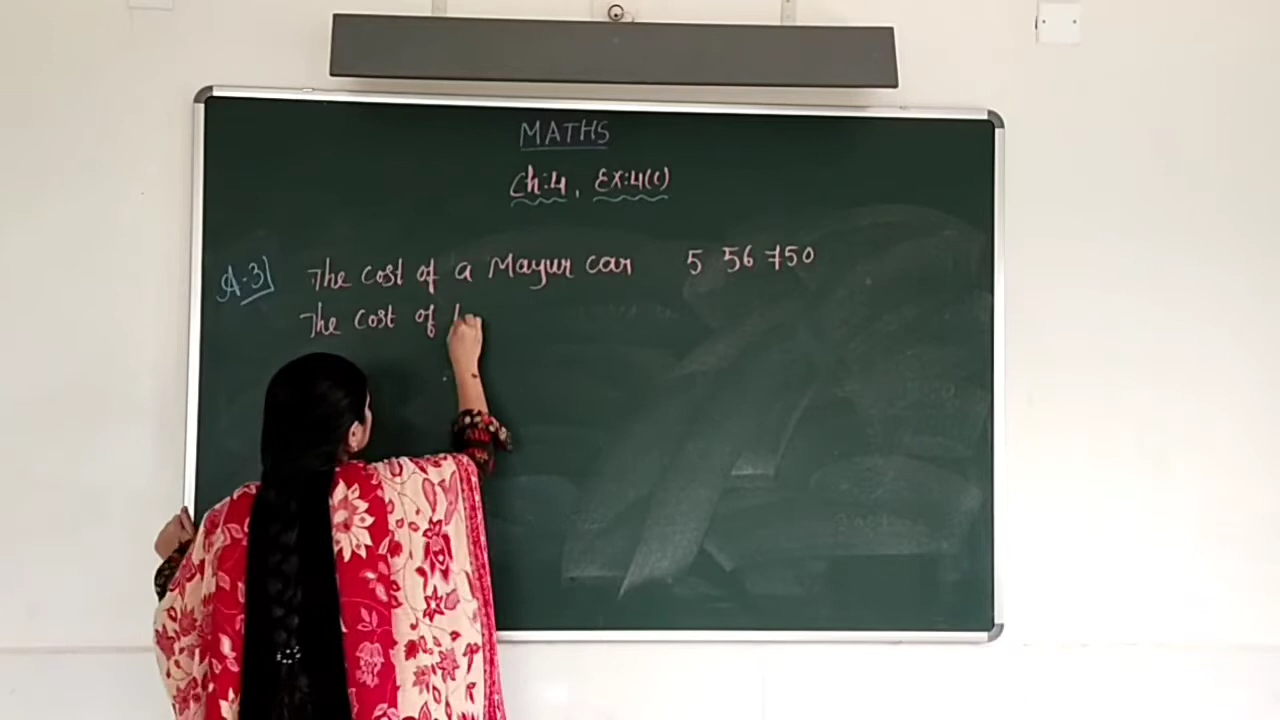 MATHS
Ch:4, Ex:4(c)
A-3] The cost of a Mayur car 5 56 750
The cost of